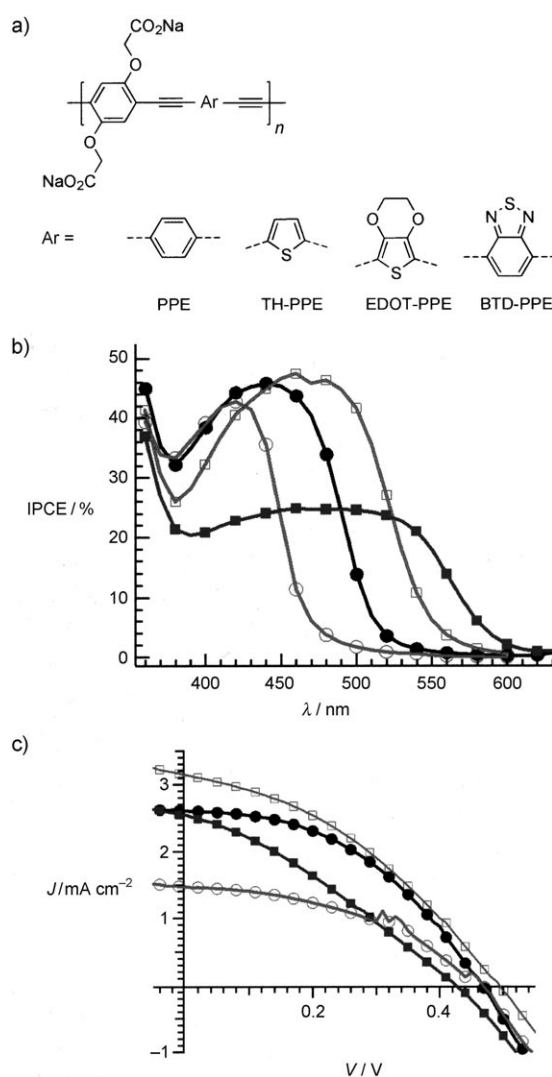 a)
CO₂Na
O
Ar
n
O
NaO₂C
Ar =
S
O O
S
S
N N
PPE TH-PPE EDOT-PPE BTD-PPE
b)
50
40
30
IPCE / %
20
10
0
400 450 500 550 600
λ / nm
c)
3
2
J/mA cm⁻²
1
−1
0.2 0.4
V / V